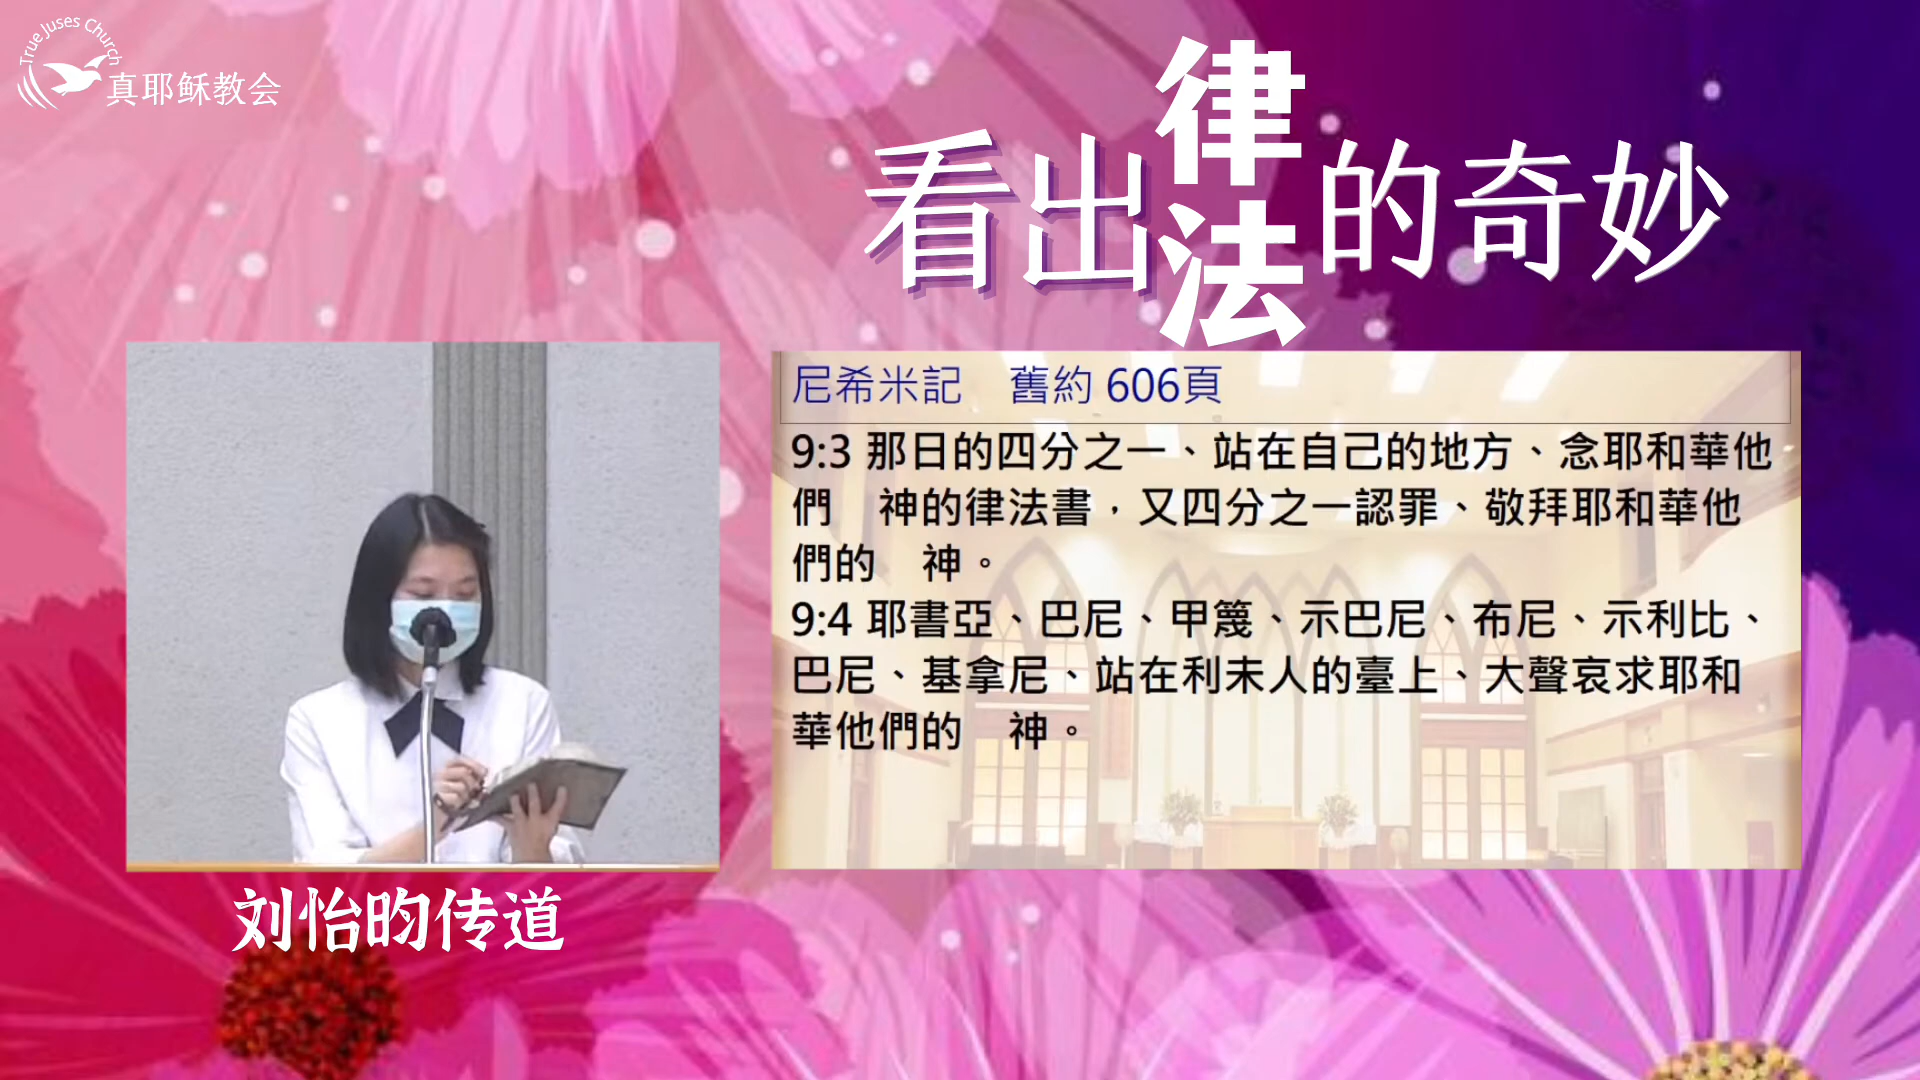 True Juses Church
真耶稣教会
看出律法的奇妙
尼希米記　舊約 606頁
9:3 那日的四分之一、站在自己的地方、念耶和華他
們　神的律法書，又四分之一認罪、敬拜耶和華他
們的　神。
9:4 耶書亞、巴尼、甲篾、示巴尼、布尼、示利比、
巴尼、基拿尼、站在利未人的臺上、大聲哀求耶和
華他們的　神。
刘怡昀传道